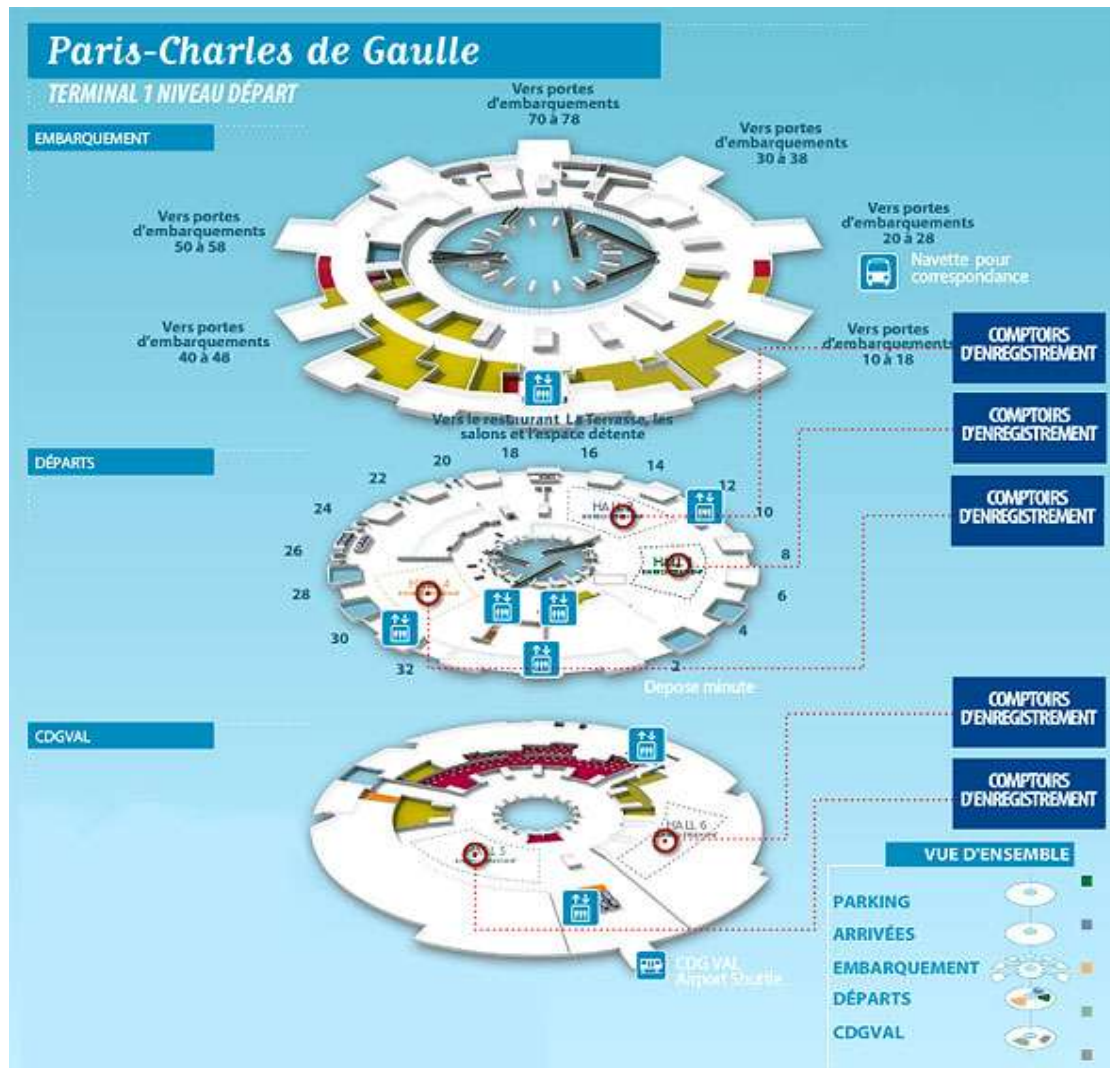 Paris-Charles de Gaulle
TERMINAL 1 NIVEAU DÉPART
EMBARQUEMENT
Vers portes
d'embarquements
70 à 78
Vers portes
d'embarquements
30 à 38
Vers portes
d'embarquements
50 à 58
Vers portes
d'embarquements
20 à 28
Navette pour
correspondance
Vers portes
d'embarquements
40 à 48
Vers portes
d'embarquements
10 à 18
COMPTOIRS
D'ENREGISTREMENT
COMPTOIRS
D'ENREGISTREMENT
COMPTOIRS
D'ENREGISTREMENT
Vers le restiurant La Terrasse, les
salons et l'espace détente
DÉPARTS
18
16
20
14
22
12
24
10
26
8
28
6
30
4
32
2
HALL
HALL
Depose minute
CDGVAL
HALL 6
5
CDG VAL
Airport Shuttle
COMPTOIRS
D'ENREGISTREMENT
COMPTOIRS
D'ENREGISTREMENT
VUE D'ENSEMBLE
PARKING
ARRIVÉES
EMBARQUEMENT
DÉPARTS
CDGVAL